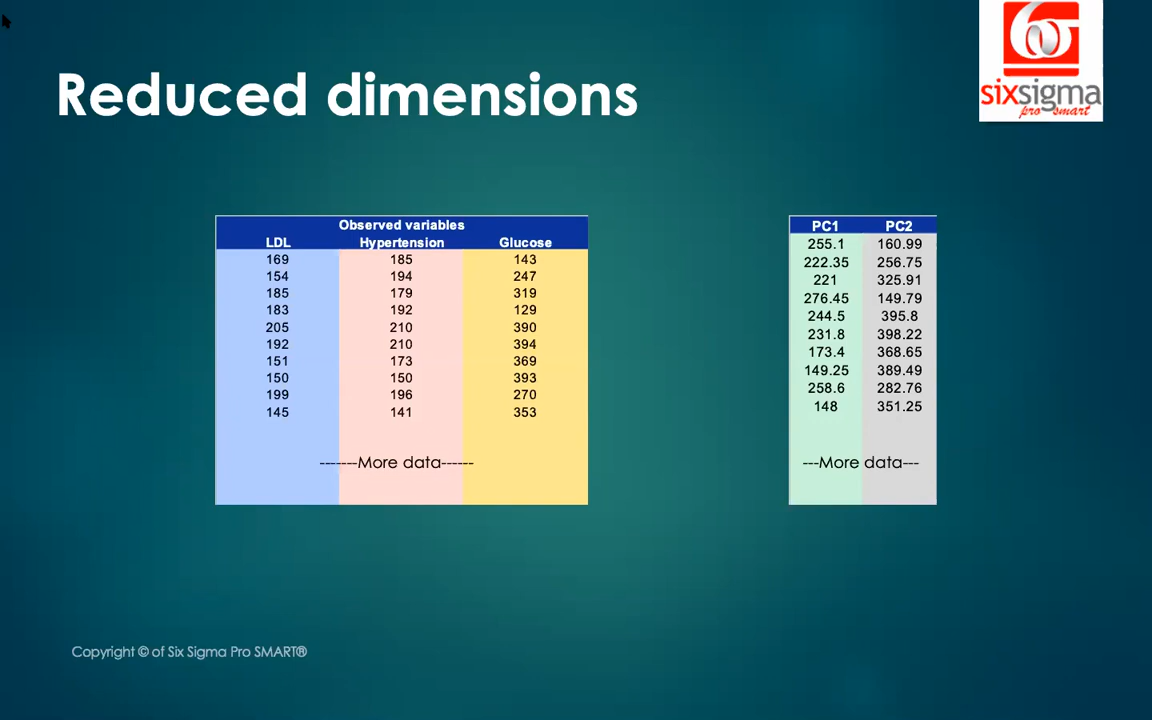 6σ
sixsigma
pro smart
Reduced dimensions
Observed variables
LDL Hypertension Glucose
169 185 143
154 194 247
185 179 319
183 192 129
205 210 390
192 210 394
151 173 369
150 150 393
199 196 270
145 141 353
-------More data------
PC1 PC2
255.1 160.99
222.35 256.75
221 325.91
276.45 149.79
244.5 395.8
231.8 398.22
173.4 368.65
149.25 389.49
258.6 282.76
148 351.25
---More data---
Copyright © of Six Sigma Pro SMART®